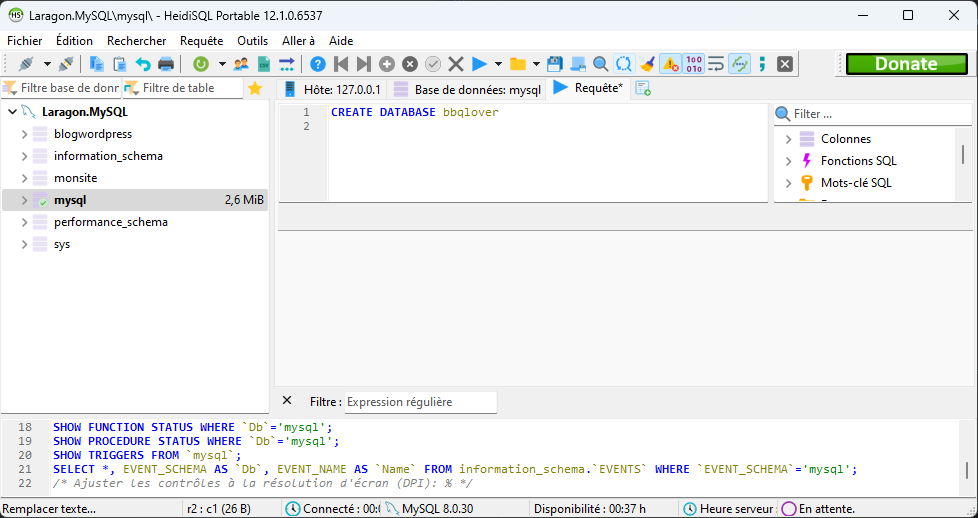 Laragon.MySQL\mysql\ - HeidiSQL Portable 12.1.0.6537
Fichier Édition Rechercher Requête Outils Aller à Aide
Donate
Filtre base de donr Filtre de table
Hôte: 127.0.0.1 Base de données: mysql Requête*
Laragon.MySQL
blogwordpress
information_schema
monsite
mysql 2,6 MiB
performance_schema
sys
1 CREATE DATABASE bbqlover
2
Filter ...
Colonnes
Fonctions SQL
Mots-clé SQL
Filtre : Expression régulière
18 SHOW FUNCTION STATUS WHERE `Db`='mysql';
19 SHOW PROCEDURE STATUS WHERE `Db`='mysql';
20 SHOW TRIGGERS FROM `mysql`;
21 SELECT *, EVENT_SCHEMA AS `Db`, EVENT_NAME AS `Name` FROM information_schema.`EVENTS` WHERE `EVENT_SCHEMA`='mysql';
22 /* Ajuster les contrôles à la résolution d'écran (DPI): % */
Remplacer texte... r2 : c1 (26 B) Connecté : 00:0 MySQL 8.0.30 Disponibilité : 00:37 h Heure serveur : En attente.